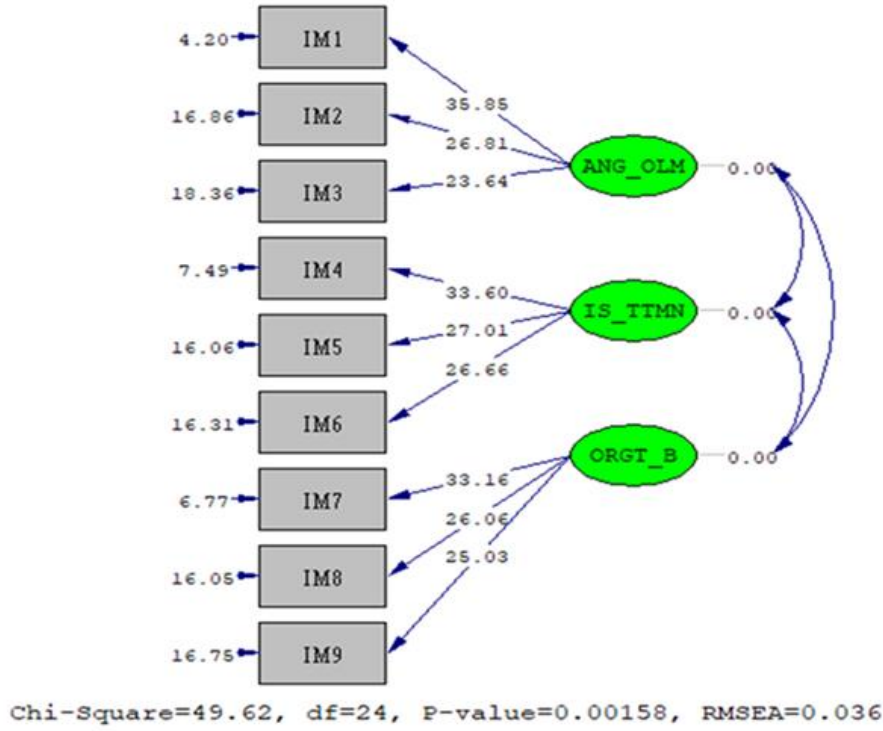 4.20 IM1
35.85
16.86 IM2
26.81
ANG_OLM 0.00
18.36 IM3
23.64
7.49 IM4
33.60
IS_TTMN 0.00
16.06 IM5
27.01
26.66
16.31 IM6
ORGT_B 0.00
33.16
6.77 IM7
26.06
25.03
16.05 IM8
16.75 IM9
Chi-Square=49.62, df=24, P-value=0.00158, RMSEA=0.036